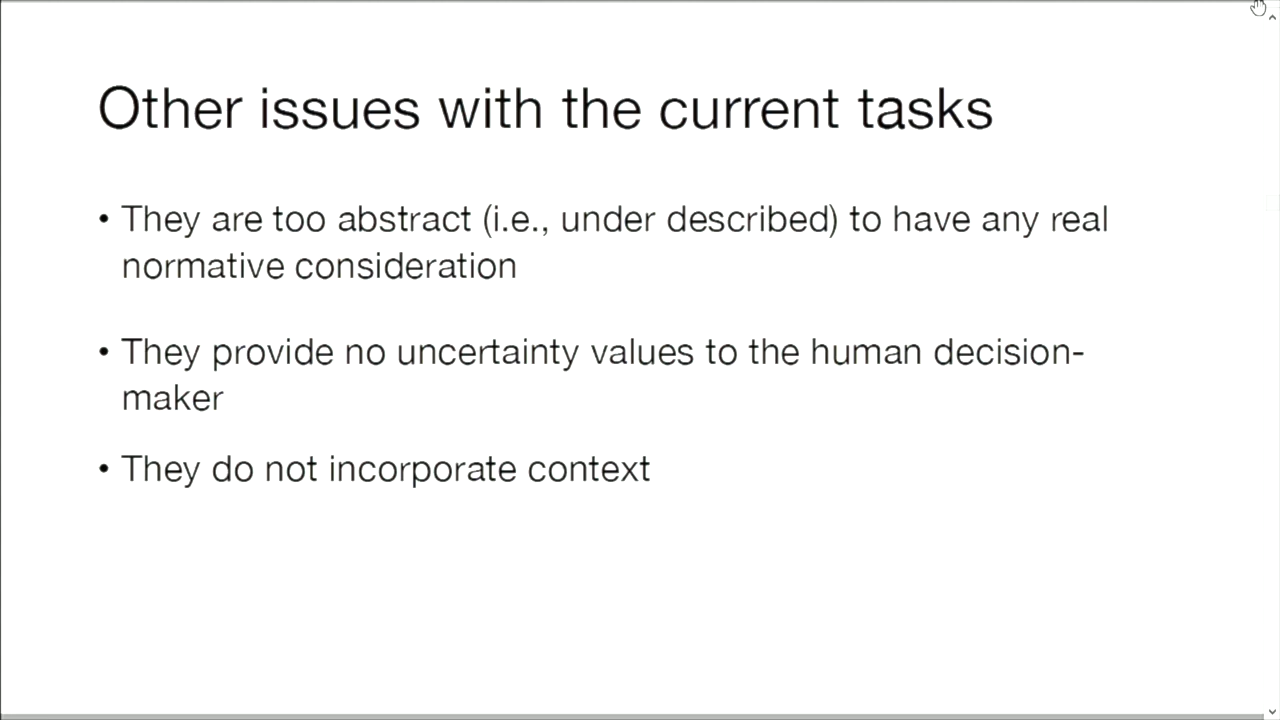 Other issues with the current tasks
• They are too abstract (i.e., under described) to have any real
normative consideration
• They provide no uncertainty values to the human decision-
maker
• They do not incorporate context